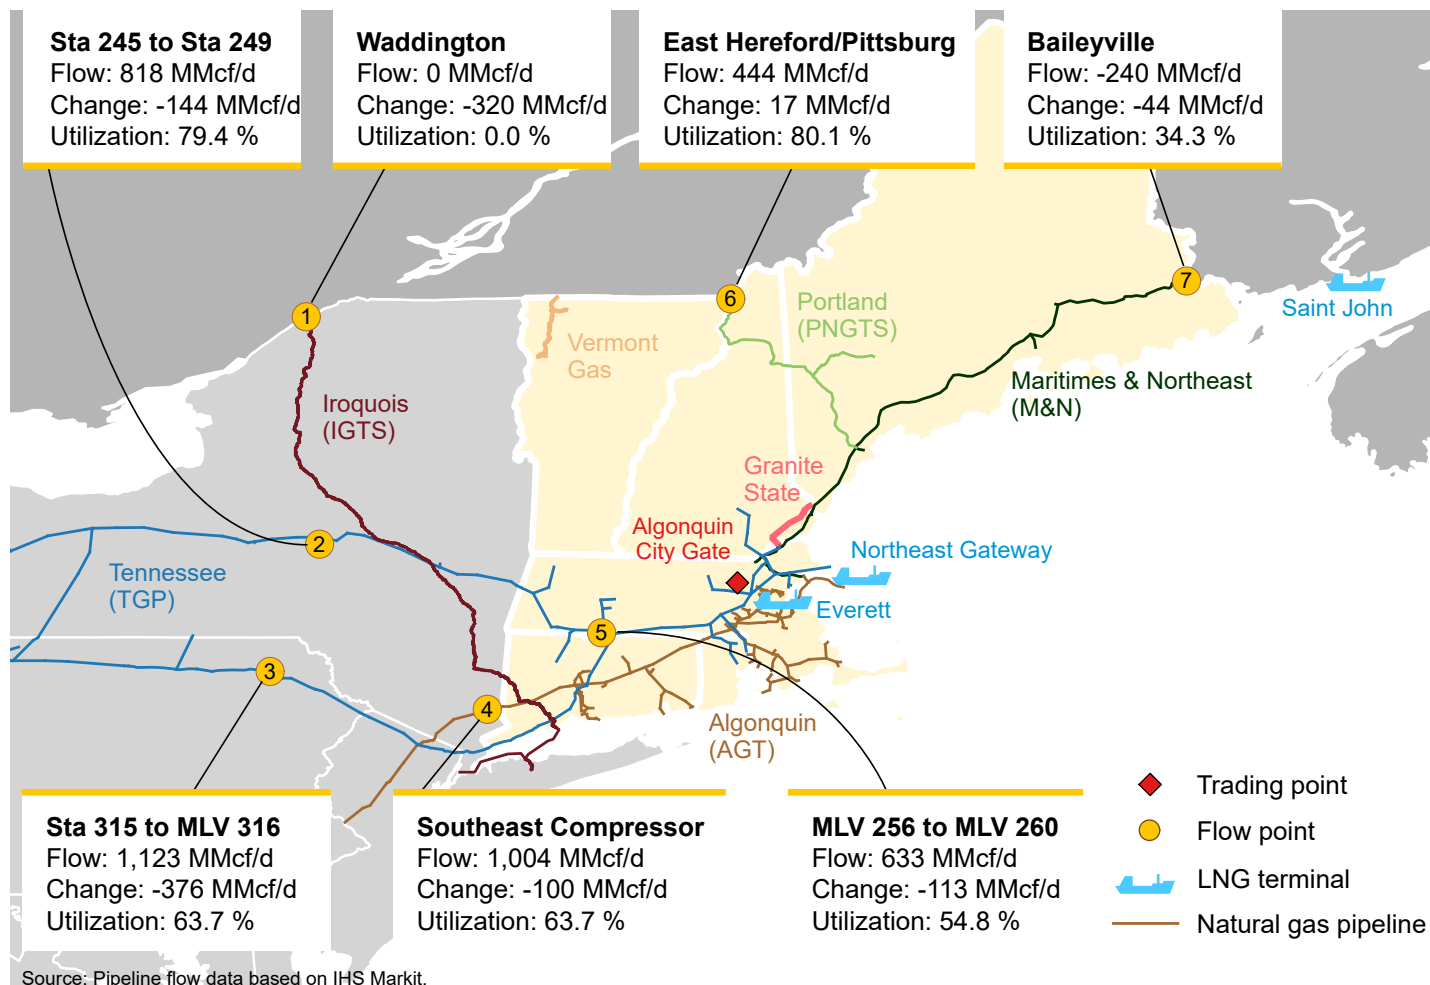 Sta 245 to Sta 249
Flow: 818 MMcf/d
Change: -144 MMcf/d
Utilization: 79.4 %
Waddington
Flow: 0 MMcf/d
Change: -320 MMcf/d
Utilization: 0.0 %
East Hereford/Pittsburg
Flow: 444 MMcf/d
Change: 17 MMcf/d
Utilization: 80.1 %
Baileyville
Flow: -240 MMcf/d
Change: -44 MMcf/d
Utilization: 34.3 %
7
6
1
Saint John
Portland
(PNGTS)
Vermont
Gas
Maritimes & Northeast
(M&N)
Iroquois
(IGTS)
Granite
State
Algonquin
City Gate
2
Northeast Gateway
Tennessee
(TGP)
Everett
5
3
4
Algonquin
(AGT)
Sta 315 to MLV 316
Flow: 1,123 MMcf/d
Change: -376 MMcf/d
Utilization: 63.7 %
Southeast Compressor
Flow: 1,004 MMcf/d
Change: -100 MMcf/d
Utilization: 63.7 %
MLV 256 to MLV 260
Flow: 633 MMcf/d
Change: -113 MMcf/d
Utilization: 54.8 %
Trading point
Flow point
LNG terminal
Natural gas pipeline
Source: Pipeline flow data based on IHS Markit.